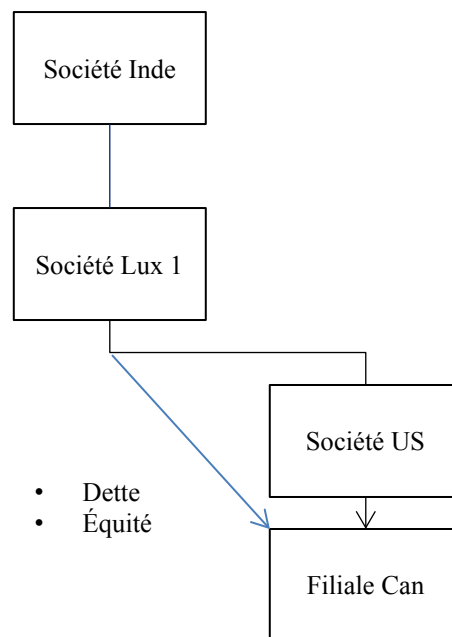 Société Inde
Société Lux 1
Société US
• Dette
• Équité
Filiale Can